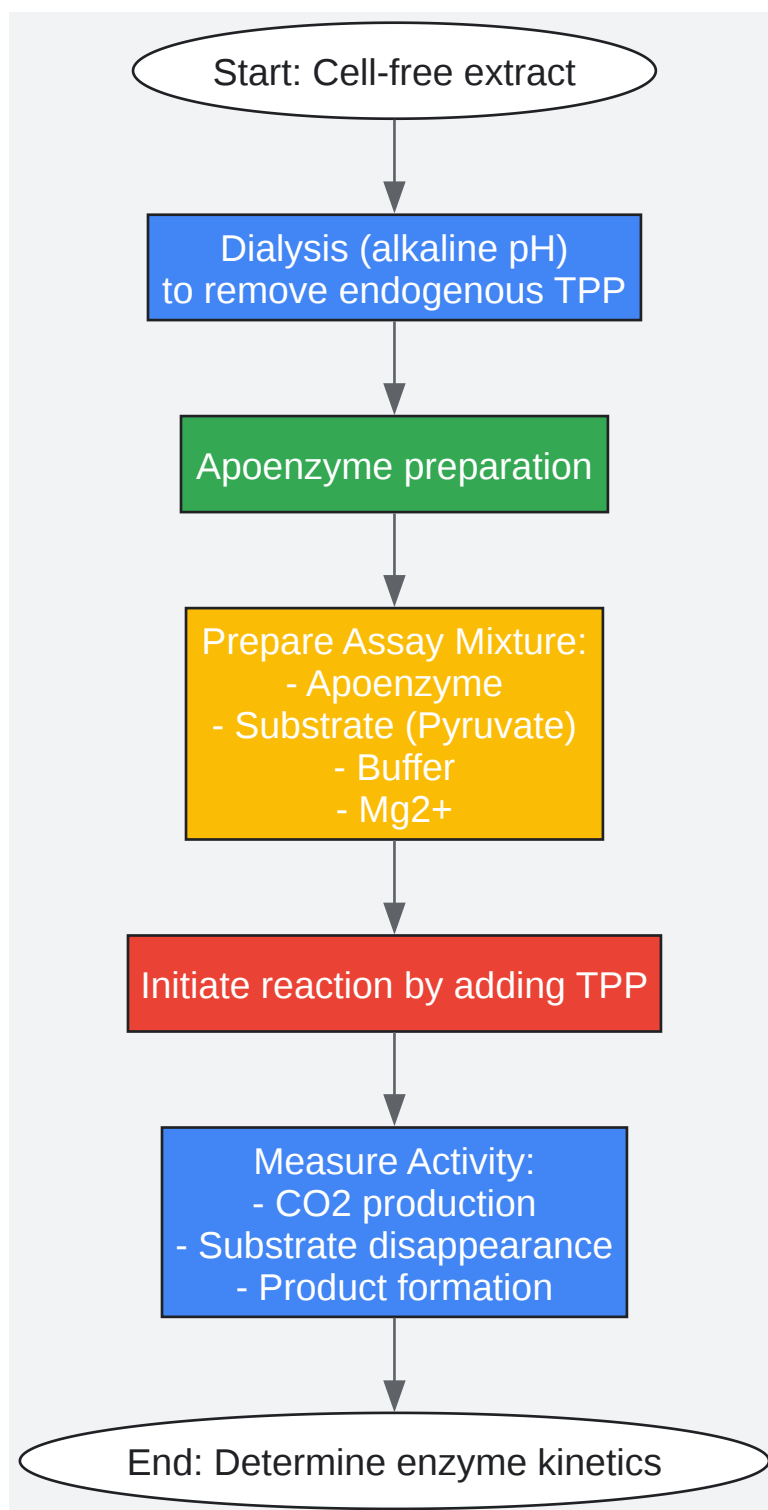 Start: Cell-free extract
Dialysis (alkaline pH)
to remove endogenous TPP
Apoenzyme preparation
Prepare Assay Mixture:
- Apoenzyme
- Substrate (Pyruvate)
- Buffer
- Mg2+
Initiate reaction by adding TPP
Measure Activity:
- CO2 production
- Substrate disappearance
- Product formation
End: Determine enzyme kinetics